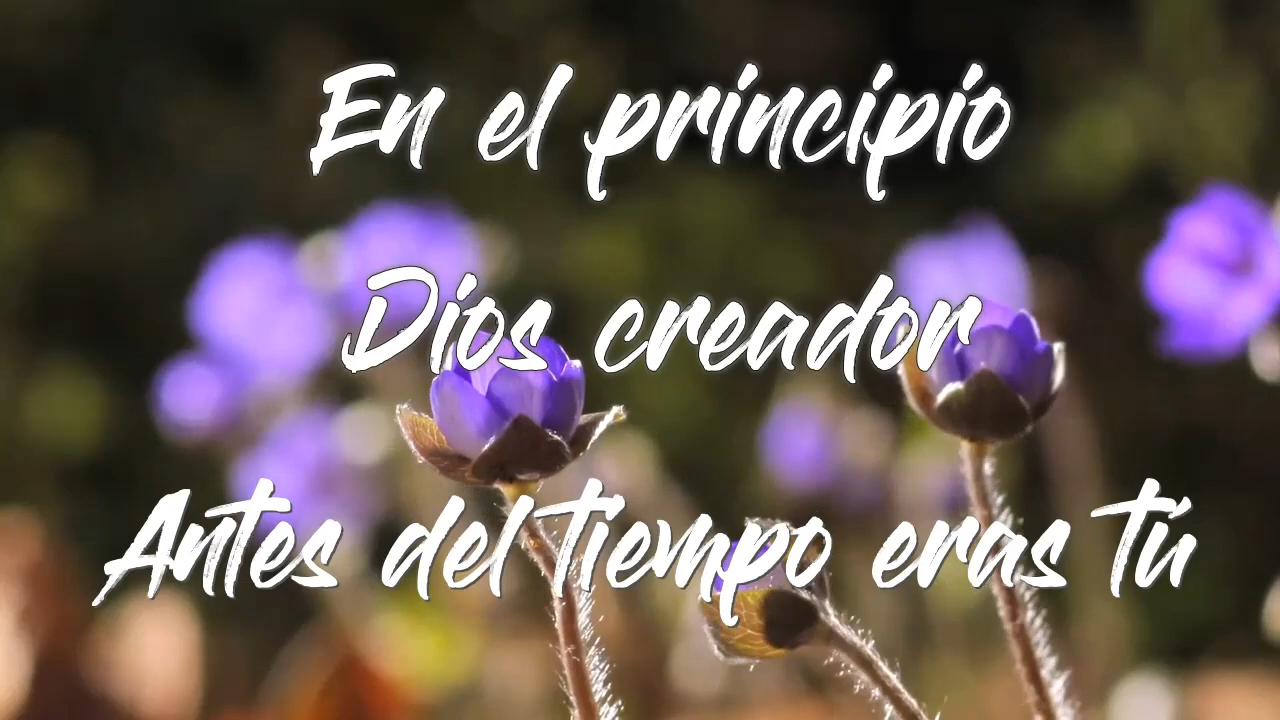 En el principio
Dios creador
Antes del tiempo eras tú